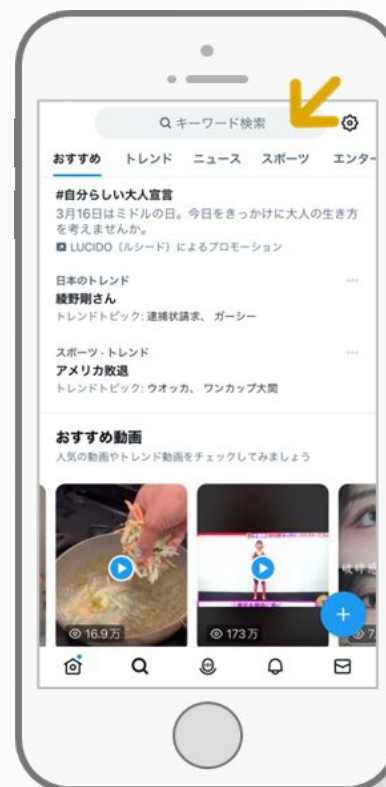 キーワード検索
おすすめ トレンド ニュース スポーツ エンター
#自分らしい大人宣言
3月16日はミドルの日。今日をきっかけに大人の生き方
を考えませんか。
LUCIDO（ルシード）によるプロモーション
日本のトレンド
綾野剛さん
トレンドトピック: 逮捕状請求、 ガーシー
スポーツ · トレンド
アメリカ敗退
トレンドトピック: ウオッカ、 ワンカップ大関
おすすめ動画
人気の動画やトレンド動画をチェックしてみましょう
16.9万 173万 7.